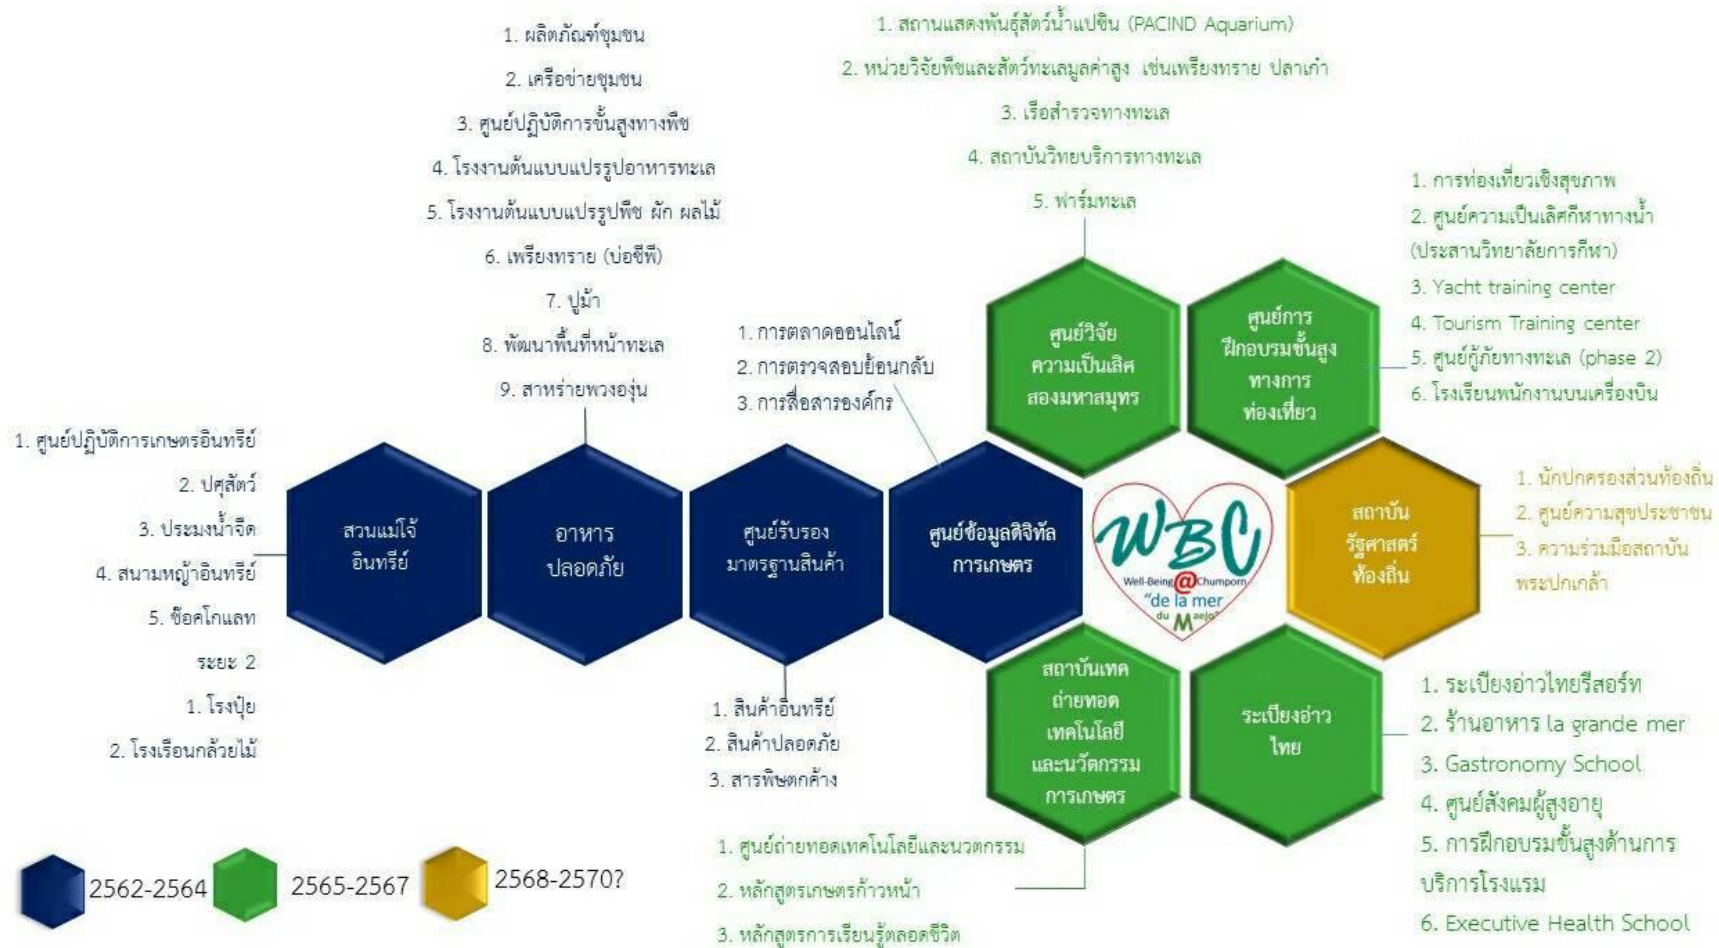 1. ผลิตภัณฑ์ชุมชน
2. เครือข่ายชุมชน
3. ศูนย์ปฏิบัติการขั้นสูงทางพืช
4. โรงงานต้นแบบแปรรูปอาหารทะเล
5. โรงงานต้นแบบแปรรูปพืช ผัก ผลไม้
6. เพรียงทราย (บ่อซีพี)
7. ปูม้า
8. พัฒนาพื้นที่หน้าทะเล
9. สาหร่ายพวงองุ่น
1. สถานแสดงพันธุ์สัตว์น้ำแปซิน (PACIND Aquarium)
2. หน่วยวิจัยพืชและสัตว์ทะเลมูลค่าสูง เช่นเพรียงทราย ปลาเก๋า
3. เรือสำรวจทางทะเล
4. สถาบันวิทยบริการทางทะเล
5. ฟาร์มทะเล
1. การท่องเที่ยวเชิงสุขภาพ
2. ศูนย์ความเป็นเลิศกีฬาทางน้ำ
(ประสานวิทยาลัยการกีฬา)
3. Yacht training center
4. Tourism Training center
5. ศูนย์กู้ภัยทางทะเล (phase 2)
6. โรงเรียนพนักงานบนเครื่องบิน
1. การตลาดออนไลน์
2. การตรวจสอบย้อนกลับ
3. การสื่อสารองค์กร
ศูนย์วิจัย
ความเป็นเลิศ
สองมหาสมุทร
ศูนย์การ
ฝึกอบรมขั้นสูง
ทางการ
ท่องเที่ยว
1. ศูนย์ปฏิบัติการเกษตรอินทรีย์
2. ปศุสัตว์
3. ประมงน้ำจืด
4. สนามหญ้าอินทรีย์
5. ช๊อคโกแลท
ระยะ 2
1. โรงปุ๋ย
2. โรงเรือนกล้วยไม้
สวนแม่โจ้
อินทรีย์
อาหาร
ปลอดภัย
ศูนย์รับรอง
มาตรฐานสินค้า
ศูนย์ข้อมูลดิจิทัล
การเกษตร
WBC
Well-Being@Chumporn
"de la mer
du Maejo"
สถาบัน
รัฐศาสตร์
ท้องถิ่น
1. นักปกครองส่วนท้องถิ่น
2. ศูนย์ความสุขประชาชน
3. ความร่วมมือสถาบัน
พระปกเกล้า
1. สินค้าอินทรีย์
2. สินค้าปลอดภัย
3. สารพิษตกค้าง
สถาบันเทค
ถ่ายทอด
เทคโนโลยี
และนวัตกรรม
การเกษตร
ระเบียงอ่าว
ไทย
1. ระเบียงอ่าวไทยรีสอร์ท
2. ร้านอาหาร la grande mer
3. Gastronomy School
4. ศูนย์สังคมผู้สูงอายุ
5. การฝึกอบรมขั้นสูงด้านการ
บริการโรงแรม
6. Executive Health School
1. ศูนย์ถ่ายทอดเทคโนโลยีและนวตกรรม
2. หลักสูตรเกษตรก้าวหน้า
3. หลักสูตรการเรียนรู้ตลอดชีวิต
2562-2564
2565-2567
2568-2570?